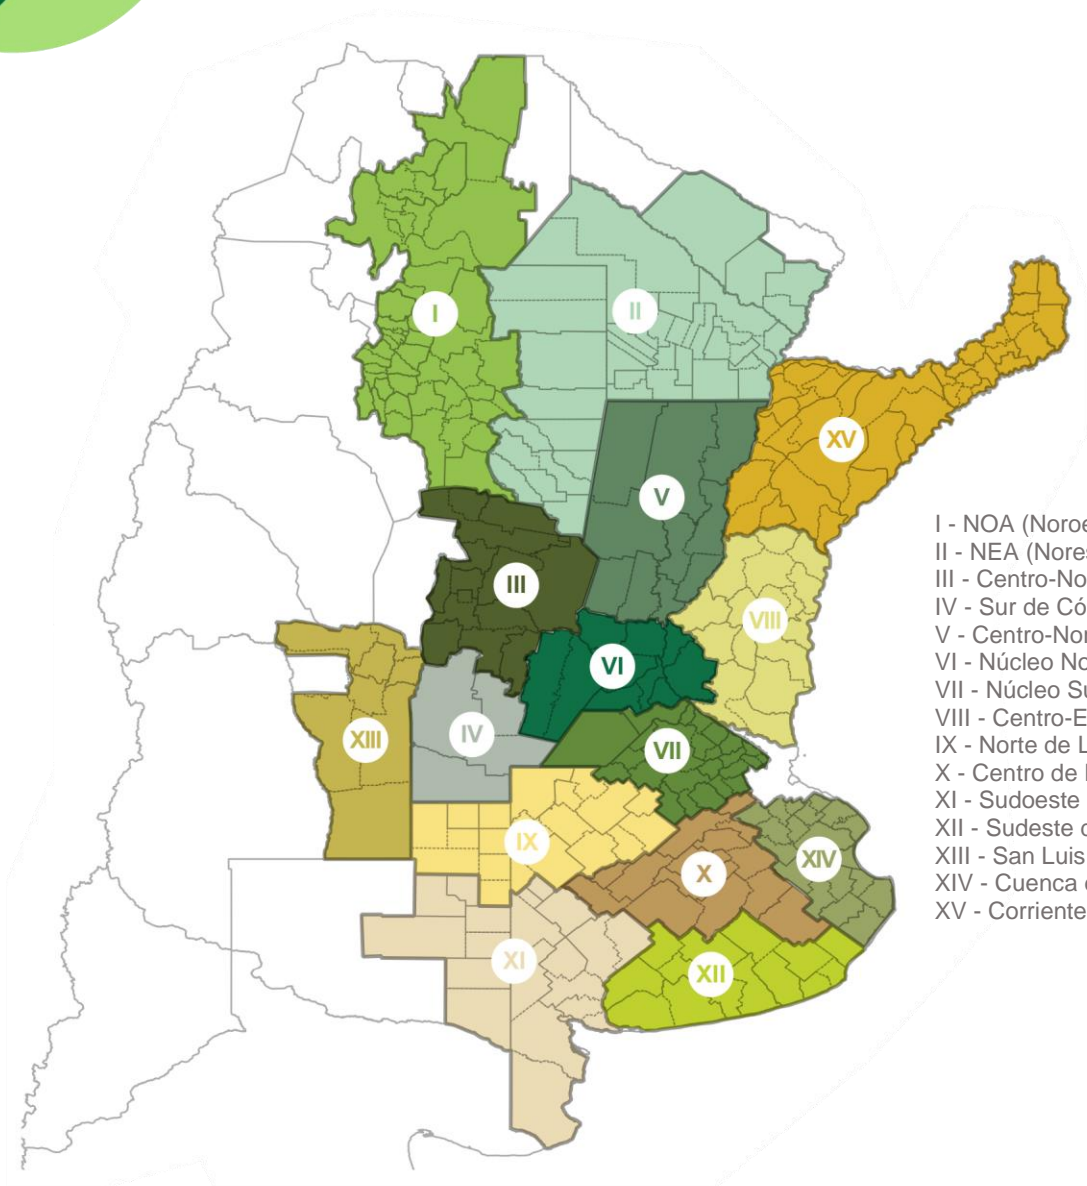 I
II
XV
V
III
VIII
VI
XIII
IV
VII
IX
XIV
X
XI
XII
I - NOA (Noroe
II - NEA (Nores
III - Centro-No
IV - Sur de Có
V - Centro-Nor
VI - Núcleo No
VII - Núcleo Su
VIII - Centro-E
IX - Norte de L
X - Centro de
XI - Sudoeste
XII - Sudeste
XIII - San Luis
XIV - Cuenca
XV - Corriente